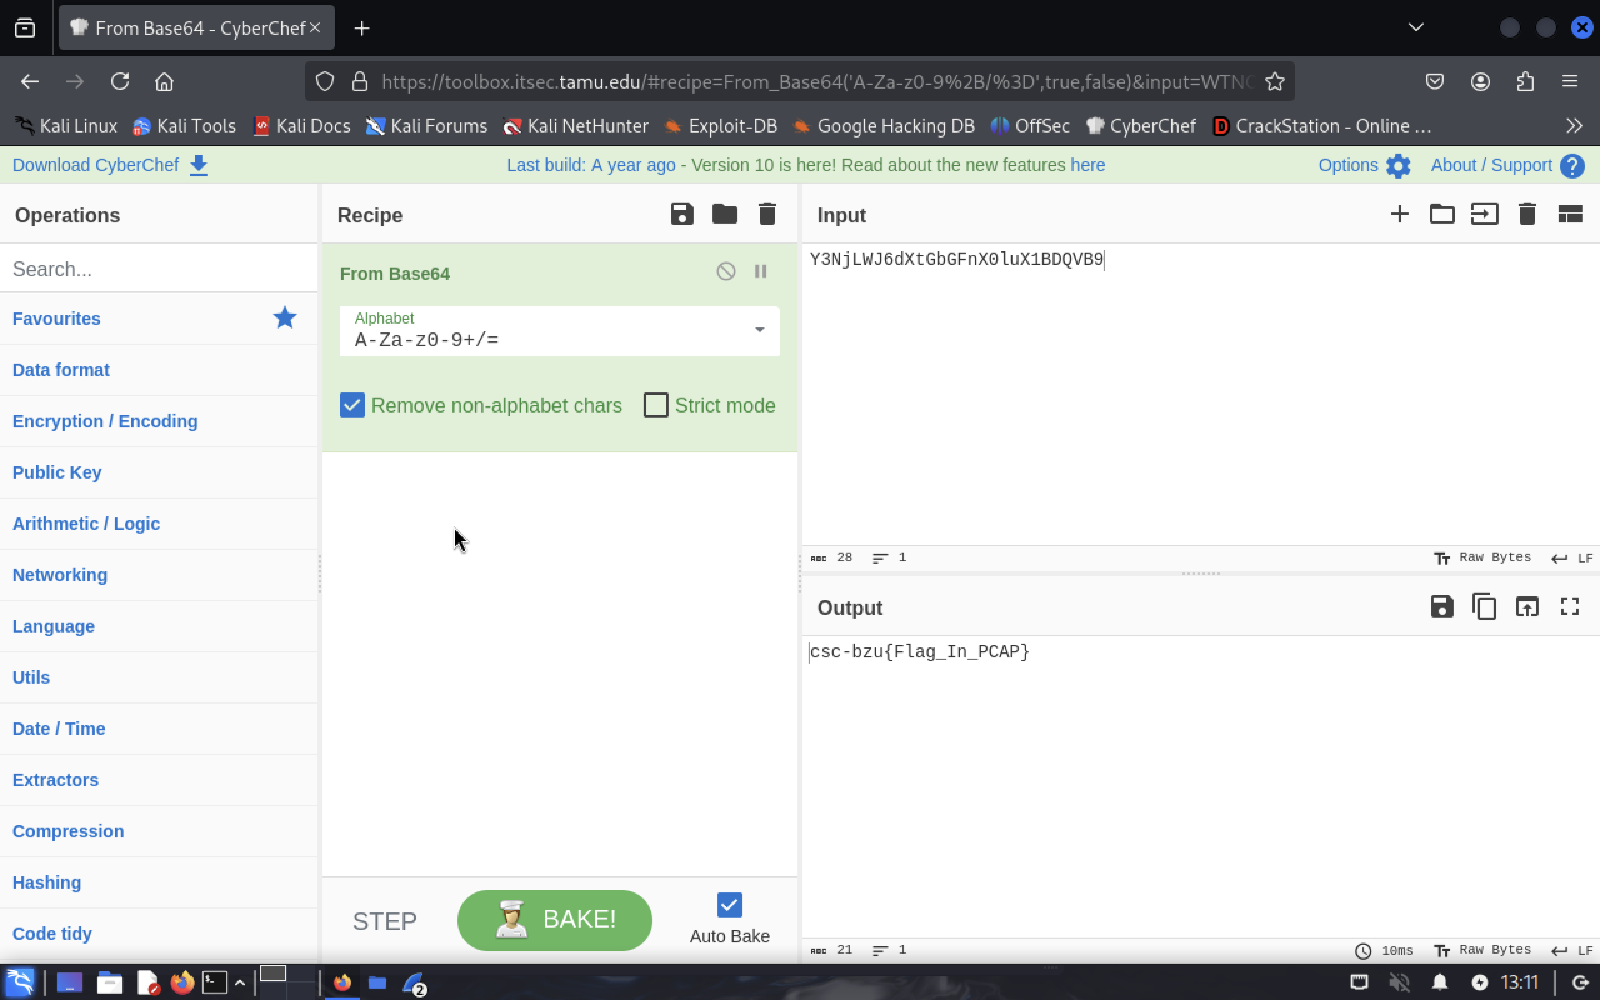 From Base64 - CyberChef
https://toolbox.itsec.tamu.edu/#recipe=From_Base64('A-Za-z0-9%2B/%3D',true,false)&input=WTNC
Kali Linux Kali Tools Kali Docs Kali Forums Kali NetHunter Exploit-DB Google Hacking DB OffSec CyberChef CrackStation - Online ...
Download CyberChef Last build: A year ago - Version 10 is here! Read about the new features here Options About / Support
Operations
Search...
Favourites
Data format
Encryption / Encoding
Public Key
Arithmetic / Logic
Networking
Language
Utils
Date / Time
Extractors
Compression
Hashing
Code tidy
Recipe
From Base64
Alphabet
A-Za-z0-9+/=
Remove non-alphabet chars Strict mode
STEP BAKE! Auto Bake
Input
Y3NjLWJ6dXtGbGFnX0luX1BDQVB9
ABC 28 1 Raw Bytes LF
Output
csc-bzu{Flag_In_PCAP}
ABC 21 1 10ms Raw Bytes LF
2 13:11